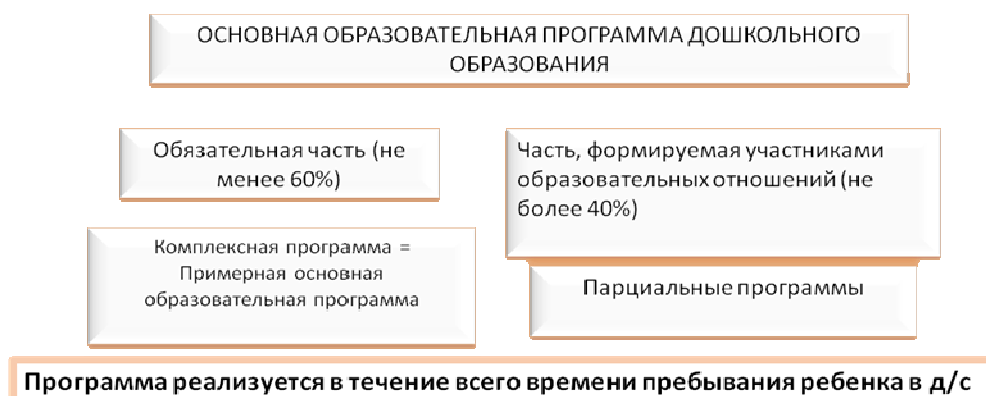 ОСНОВНАЯ ОБРАЗОВАТЕЛЬНАЯ ПРОГРАММА ДОШКОЛЬНОГО
ОБРАЗОВАНИЯ
Обязательная часть (не
менее 60%)
Часть, формируемая участниками
образовательных отношений (не
более 40%)
Комплексная программа =
Примерная основная
образовательная программа
Парциальные программы
Программа реализуется в течение всего времени пребывания ребенка в д/с